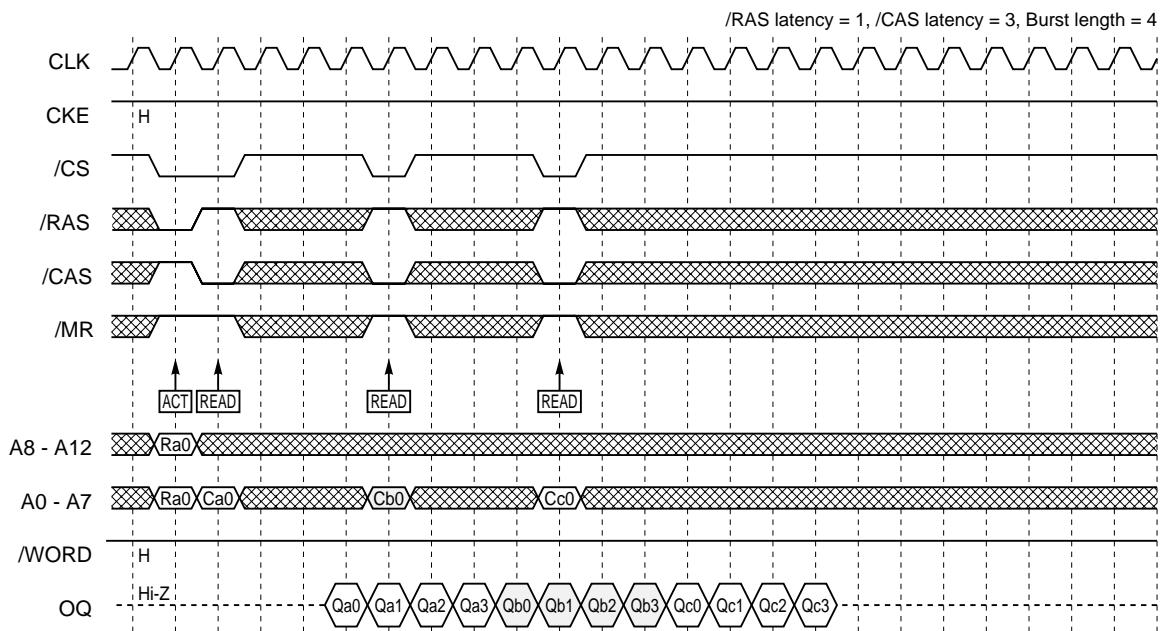 /RAS latency = 1, /CAS latency = 3, Burst length = 4
CLK
CKE H
/CS
/RAS
/CAS
/MR
ACT READ READ READ
A8 - A12 Ra0
A0 - A7 Ra0 Ca0 Cb0 Cc0
/WORD H
OQ Hi-Z Qa0 Qa1 Qa2 Qa3 Qb0 Qb1 Qb2 Qb3 Qc0 Qc1 Qc2 Qc3